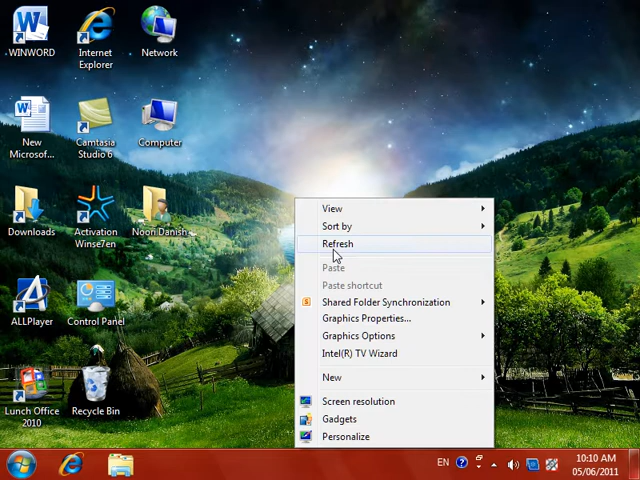 WINWORD
Internet
Explorer
Network
New
Microsof...
Camtasia
Studio 6
Computer
Downloads
Activation
Winse7en
Noori.Danish
ALLPlayer
Control Panel
Lunch Office
2010
Recycle Bin
View
Sort by
Refresh
Paste
Paste shortcut
Shared Folder Synchronization
Graphics Properties...
Graphics Options
Intel(R) TV Wizard
New
Screen resolution
Gadgets
Personalize
EN
10:10 AM
05/06/2011